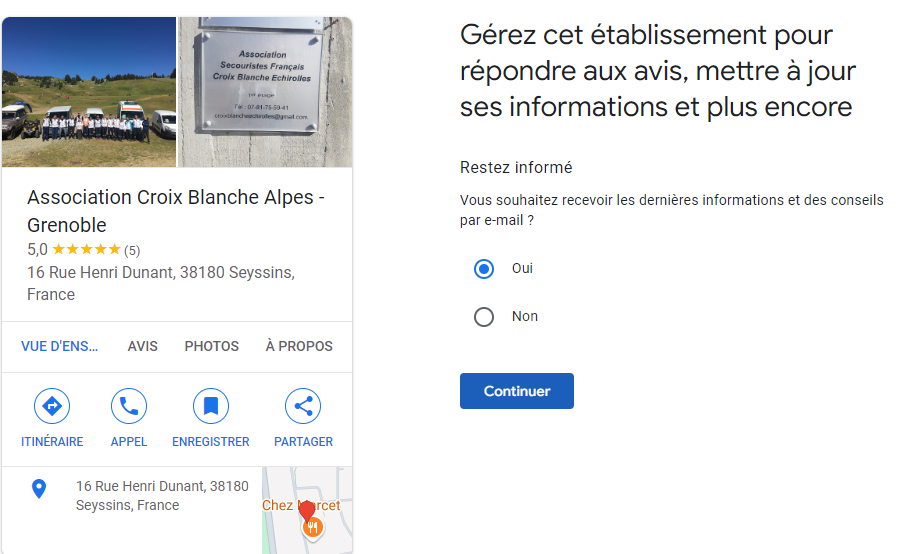 Association
Secouristes Français
Croix Blanche Echirolles
1er étage
Tél : 07-81-75-59-41
croixblancheechirolles@gmail.com
Association Croix Blanche Alpes -
Grenoble
5,0
(5)
16 Rue Henri Dunant, 38180 Seyssins,
France
VUE D'ENS...
AVIS
PHOTOS
À PROPOS
ITINÉRAIRE
APPEL
ENREGISTRER
PARTAGER
16 Rue Henri Dunant, 38180
Seyssins, France
Chez Marcet
Gérez cet établissement pour
répondre aux avis, mettre à jour
ses informations et plus encore
Restez informé
Vous souhaitez recevoir les dernières informations et des conseils
par e-mail ?
Oui
Non
Continuer